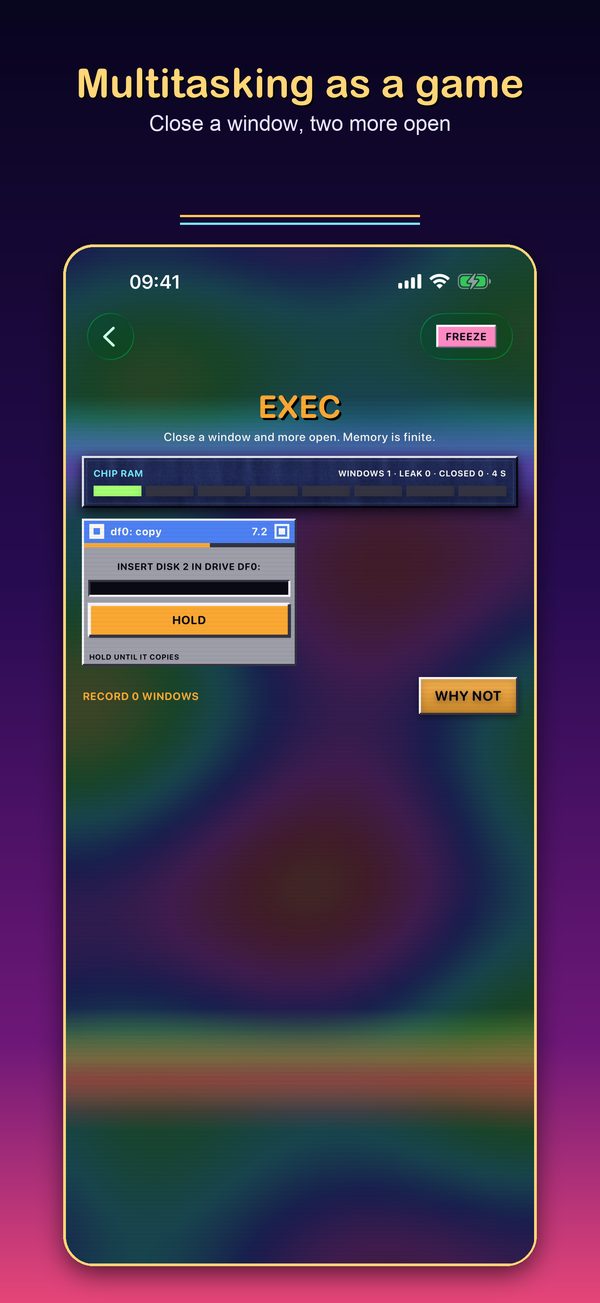 Multitasking as a game
Close a window, two more open
09:41
FREEZE
EXEC
Close a window and more open. Memory is finite.
CHIP RAM WINDOWS 1 · LEAK 0 · CLOSED 0 · 4 S
df0: copy 7.2
INSERT DISK 2 IN DRIVE DF0:
HOLD
HOLD UNTIL IT COPIES
RECORD 0 WINDOWS WHY NOT